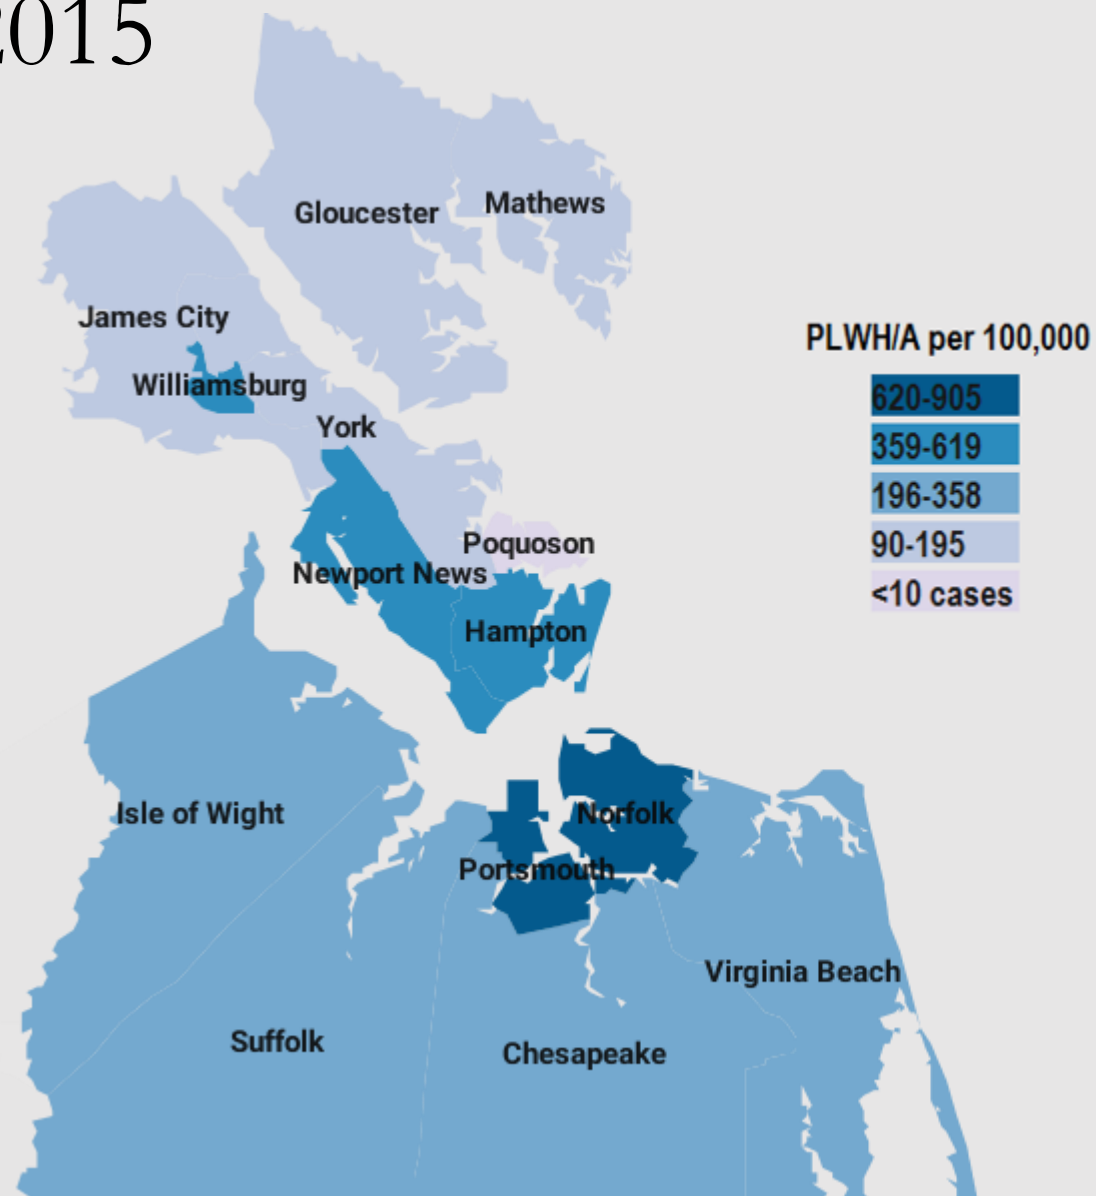 2015
Gloucester
Mathews
James City
Williamsburg
York
Poquoson
Newport News
Hampton
Isle of Wight
Norfolk
Portsmouth
Virginia Beach
Suffolk
Chesapeake
PLWH/A per 100,000
620-905
359-619
196-358
90-195
<10 cases